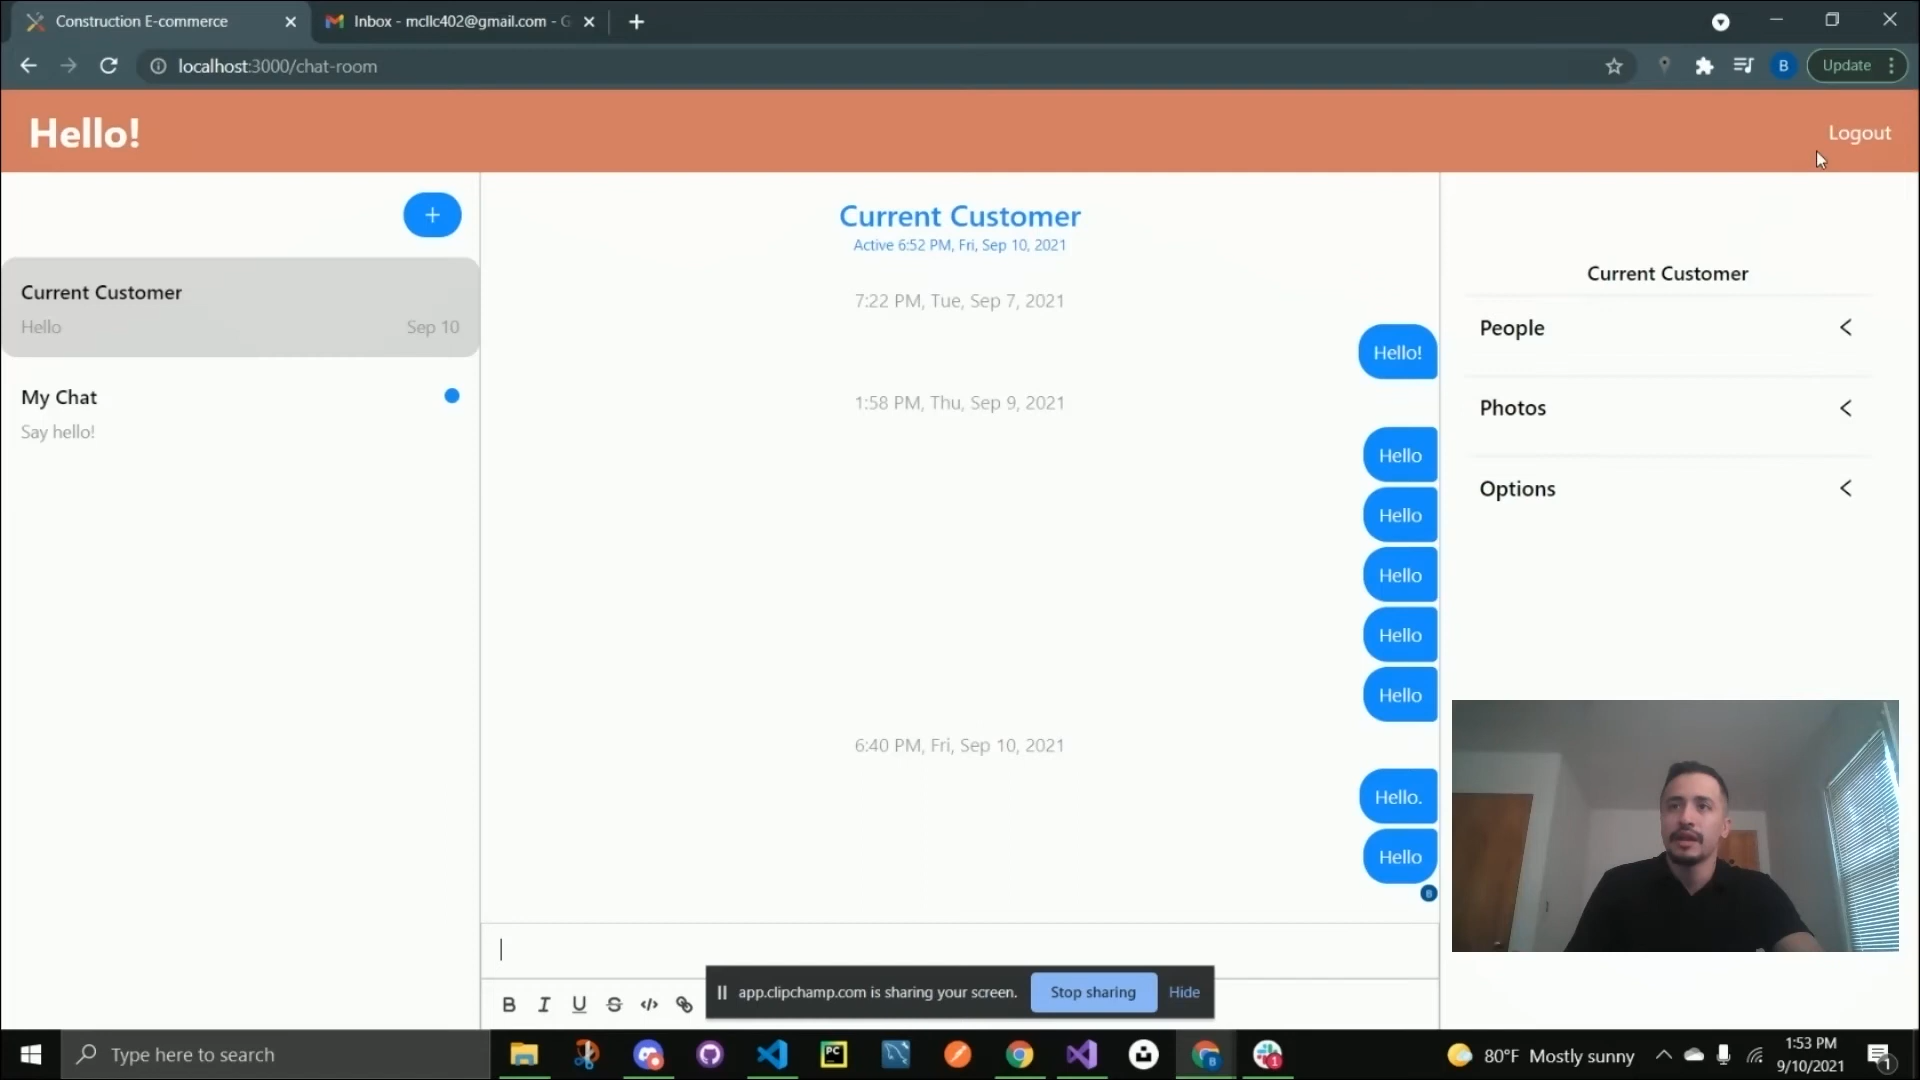 Construction E-commerce
Inbox - mcllc402@gmail.com - G
localhost:3000/chat-room
B
Update
Hello!
Logout
+
Current Customer
Hello
Sep 10
My Chat
Say hello!
Current Customer
Active 6:52 PM, Fri, Sep 10, 2021
7:22 PM, Tue, Sep 7, 2021
Hello!
1:58 PM, Thu, Sep 9, 2021
Hello
Hello
Hello
Hello
Hello
6:40 PM, Fri, Sep 10, 2021
Hello.
Hello
B
Current Customer
People
Photos
Options
B I U S </>
app.clipchamp.com is sharing your screen.
Stop sharing
Hide
Type here to search
PC
B
1
80°F Mostly sunny
1:53 PM
9/10/2021
1